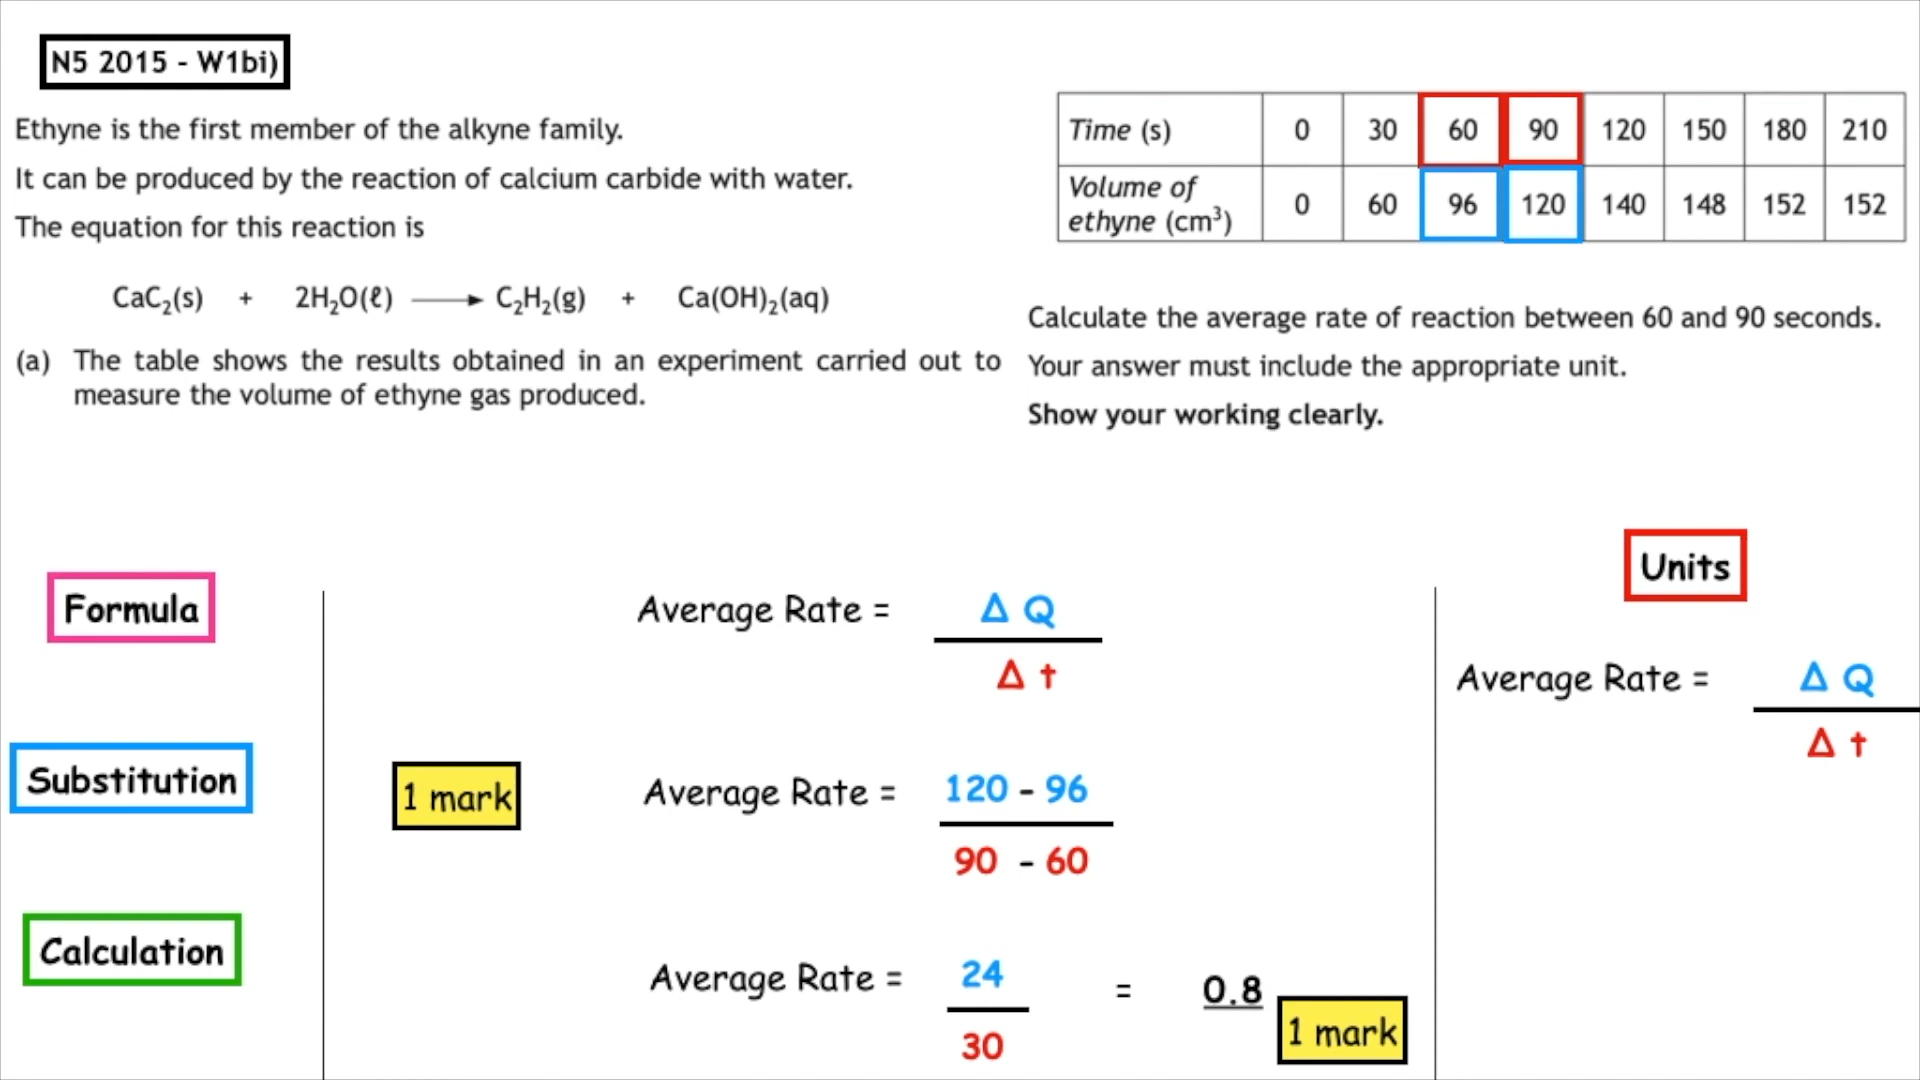 N5 2015 - W1bi)
Ethyne is the first member of the alkyne family.
It can be produced by the reaction of calcium carbide with water.
The equation for this reaction is
CaC₂(s) + 2H₂O(ℓ) ⟶ C₂H₂(g) + Ca(OH)₂(aq)
(a) The table shows the results obtained in an experiment carried out to
measure the volume of ethyne gas produced.
Time (s) 0 30 60 90 120 150 180 210
Volume of
ethyne (cm³) 0 60 96 120 140 148 152 152
Calculate the average rate of reaction between 60 and 90 seconds.
Your answer must include the appropriate unit.
Show your working clearly.
Formula
Average Rate = Δ Q
Δ t
Substitution
1 mark
Average Rate = 120 - 96
90 - 60
Calculation
Average Rate = 24
30
= 0.8
1 mark
Units
Average Rate = Δ Q
Δ t